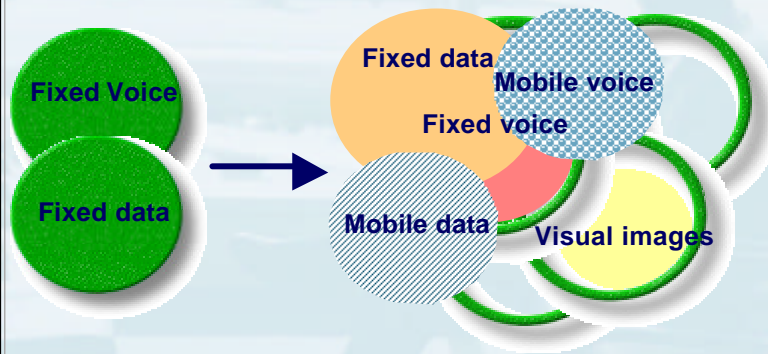 Fixed Voice
Fixed data
Fixed data
Mobile voice
Fixed voice
Mobile data
Visual images